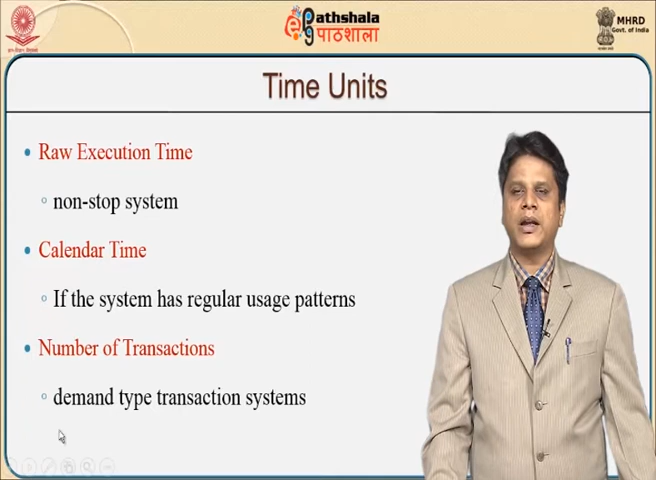 ePathshala
पाठशाला
MHRD
Govt. of India
Time Units
Raw Execution Time
non-stop system
Calendar Time
If the system has regular usage patterns
Number of Transactions
demand type transaction systems